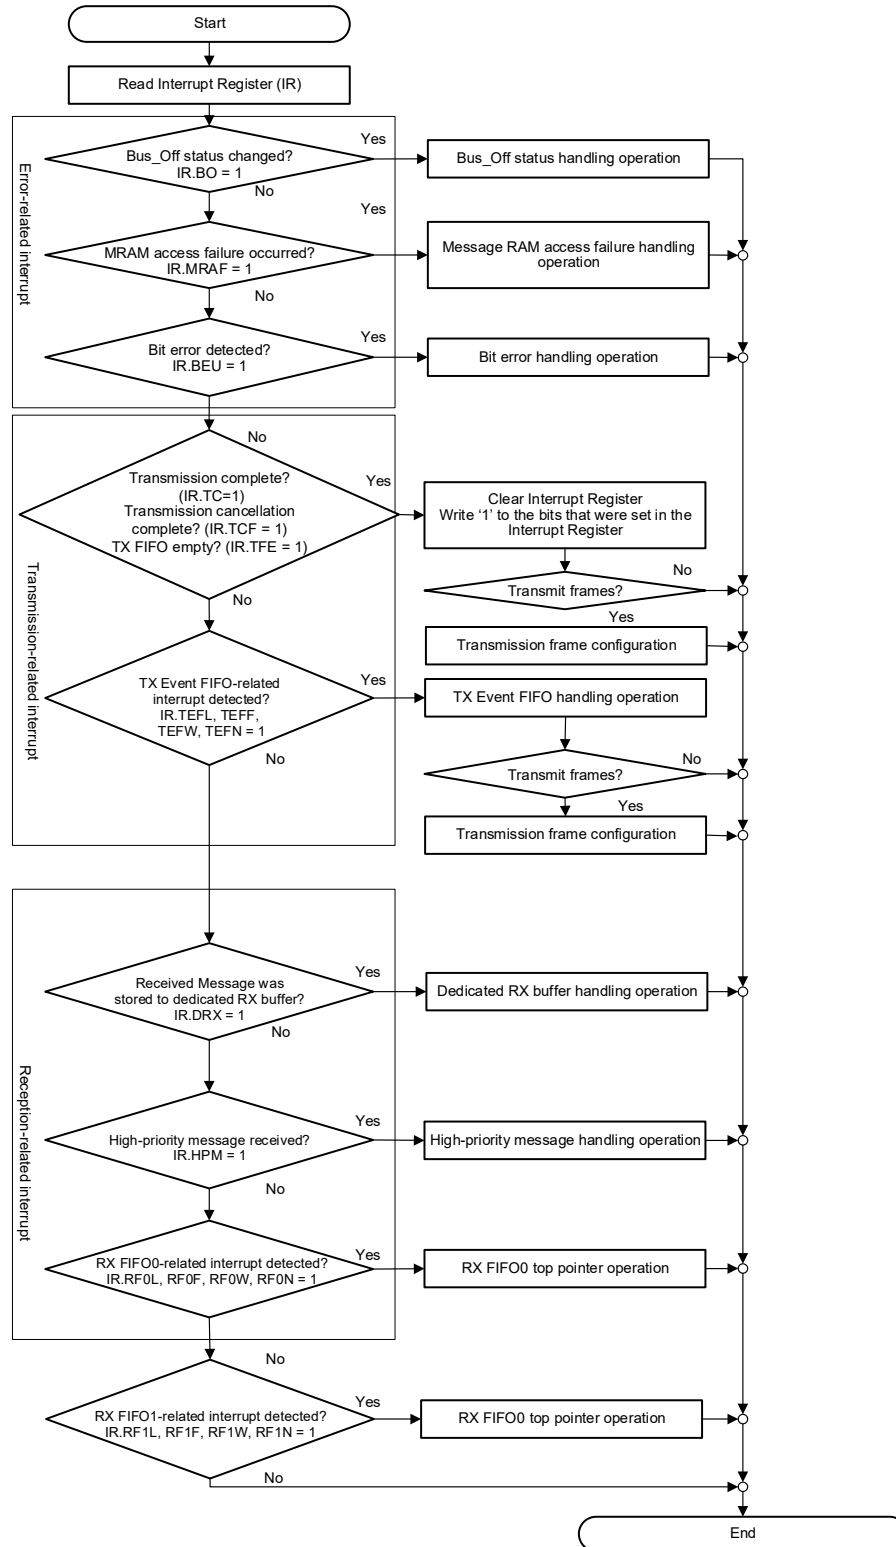 Start
Read Interrupt Register (IR)
Error-related interrupt
Bus_Off status changed?
IR.BO = 1
Yes
Bus_Off status handling operation
No
Yes
MRAM access failure occurred?
IR.MRAF = 1
Message RAM access failure handling
operation
No
Yes
Bit error detected?
IR.BEU = 1
Bit error handling operation
No
Transmission-related interrupt
Transmission complete?
(IR.TC=1)
Transmission cancellation
complete? (IR.TCF = 1)
TX FIFO empty? (IR.TFE = 1)
Yes
Clear Interrupt Register
Write ‘1’ to the bits that were set in the
Interrupt Register
No
Transmit frames?
No
Yes
Transmission frame configuration
TX Event FIFO-related
interrupt detected?
IR.TEFL, TEFF,
TEFW, TEFN = 1
Yes
TX Event FIFO handling operation
No
Transmit frames?
No
Yes
Transmission frame configuration
Reception-related interrupt
Received Message was
stored to dedicated RX buffer?
IR.DRX = 1
Yes
Dedicated RX buffer handling operation
No
High-priority message received?
IR.HPM = 1
Yes
High-priority message handling operation
No
RX FIFO0-related interrupt detected?
IR.RF0L, RF0F, RF0W, RF0N = 1
Yes
RX FIFO0 top pointer operation
No
RX FIFO1-related interrupt detected?
IR.RF1L, RF1F, RF1W, RF1N = 1
Yes
RX FIFO0 top pointer operation
No
End